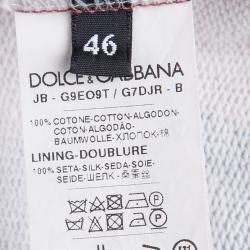 46
DOLCE & GABBANA
JB - G9EO9T / G7DJR - B
100% COTONE-COTTON-ALGODON-
COTON-ALGODÃO-
BAUMWOLLE-ХЛОПОК-棉
LINING-DOUBLURE
100% SETA-SILK-SEDA-SOIE-
SEIDE-ШЕЛК-桑蚕丝